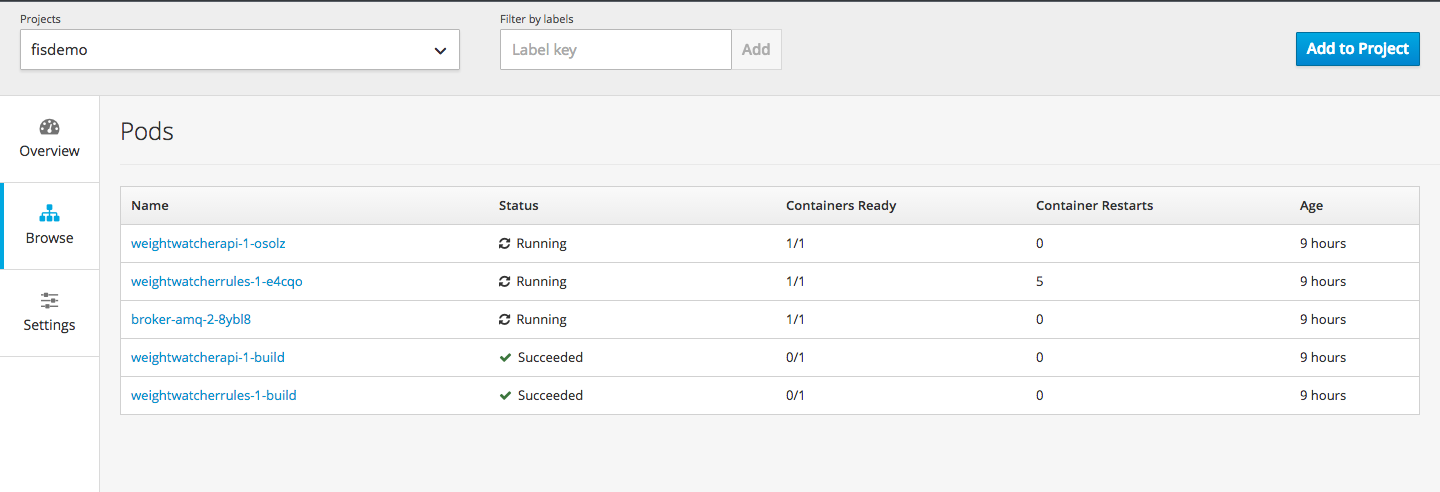 Projects
Filter by labels
fisdemo
Label key
Add
Add to Project
Overview
Browse
Settings
Pods
Name Status Containers Ready Container Restarts Age
weightwatcherapi-1-osolz Running 1/1 0 9 hours
weightwatcherrules-1-e4cqo Running 1/1 5 9 hours
broker-amq-2-8ybl8 Running 1/1 0 9 hours
weightwatcherapi-1-build Succeeded 0/1 0 9 hours
weightwatcherrules-1-build Succeeded 0/1 0 9 hours